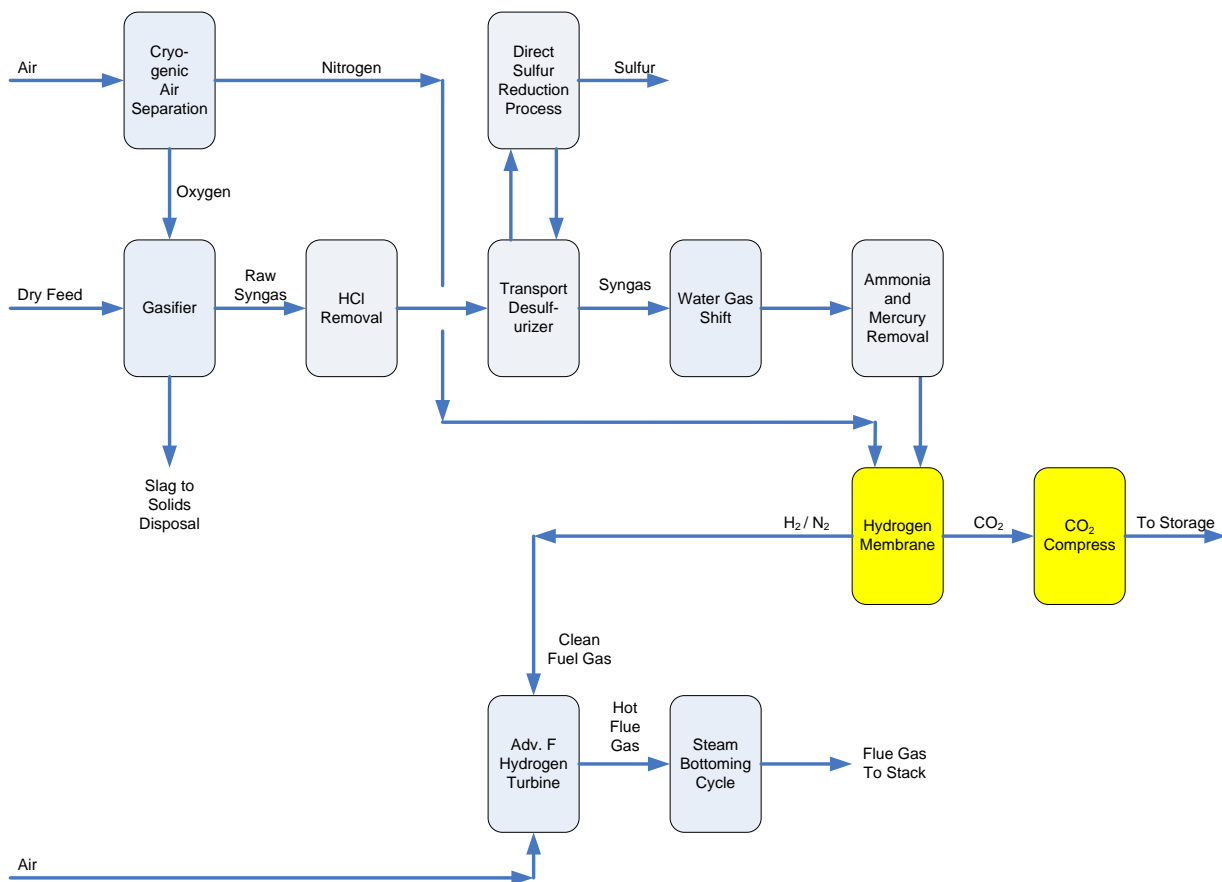 Air
Cryo-
genic
Air
Separation
Nitrogen
Direct
Sulfur
Reduction
Process
Sulfur
Oxygen
Dry Feed
Gasifier
Raw
Syngas
HCl
Removal
Transport
Desulf-
urizer
Syngas
Water Gas
Shift
Ammonia
and
Mercury
Removal
Slag to
Solids
Disposal
H₂ / N₂
Hydrogen
Membrane
CO₂
CO₂
Compress
To Storage
Clean
Fuel Gas
Adv. F
Hydrogen
Turbine
Hot
Flue
Gas
Steam
Bottoming
Cycle
Flue Gas
To Stack
Air